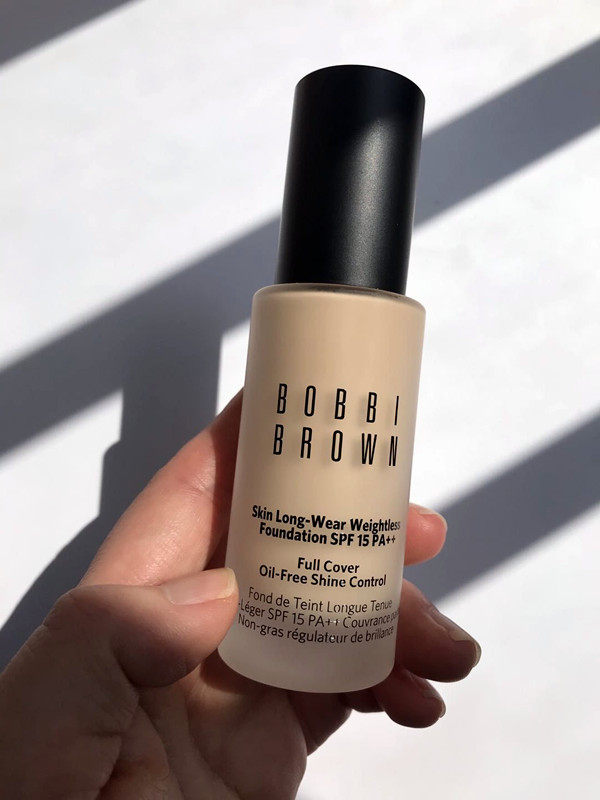 BOBBI
BROWN
Skin Long-Wear Weightless
Foundation SPF 15 PA++
Full Cover
Oil-Free Shine Control
Fond de Teint Longue Tenue
-Léger SPF 15 PA++ Couvrance
Non-gras régulateur de brillance